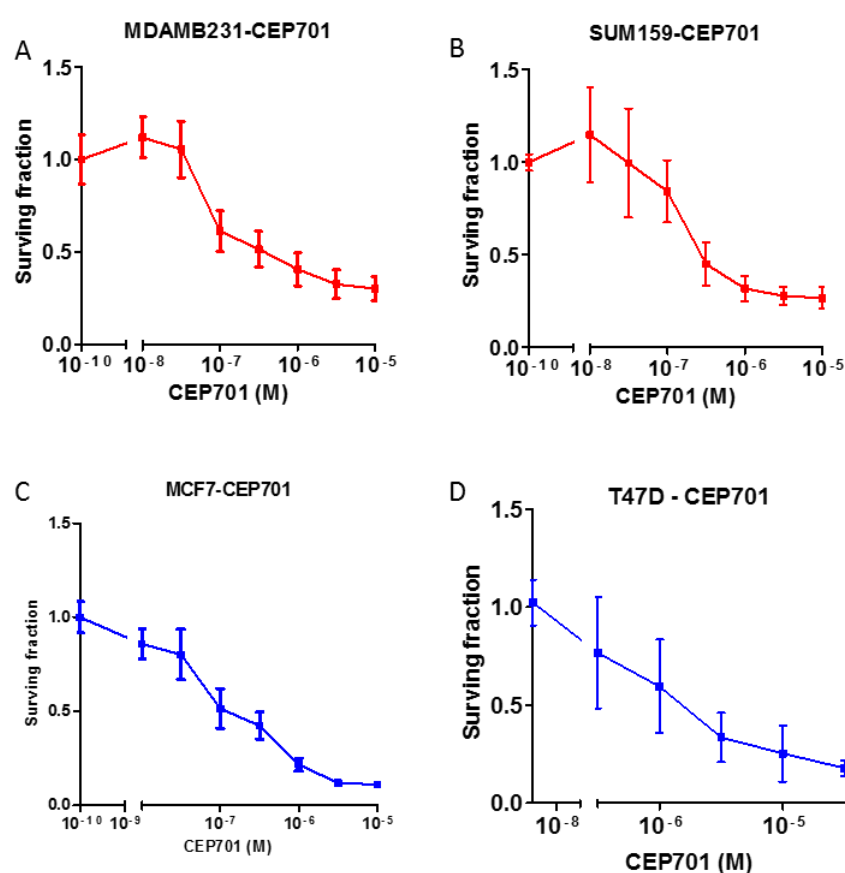 A
MDAMB231-CEP701
Surving fraction
1.5
1.0
0.5
0.0
10-10 10-8 10-7 10-6 10-5
CEP701 (M)
B
SUM159-CEP701
Surving fraction
1.5
1.0
0.5
0.0
10-10 10-8 10-7 10-6 10-5
CEP701 (M)
C
MCF7-CEP701
Surving fraction
1.5
1.0
0.5
0.0
10-10 10-9 10-7 10-6 10-5
CEP701 (M)
D
T47D - CEP701
Surving fraction
1.5
1.0
0.5
0.0
10-8 10-6 10-5
CEP701 (M)